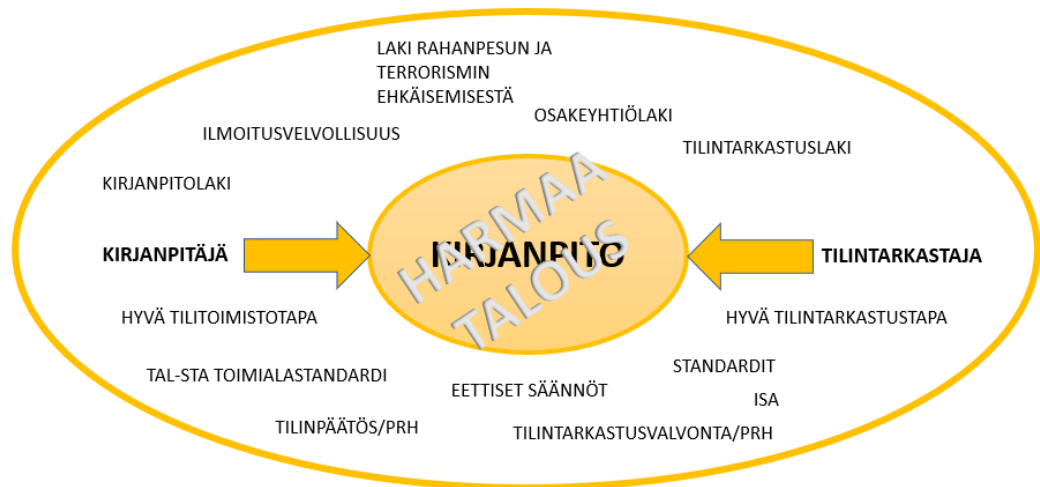 LAKI RAHANPESUN JA
TERRORISMIN
EHKÄISEMISESTÄ
OSAKEYHTIÖLAKI
ILMOITUSVELVOLLISUUS
TILINTARKASTUSLAKI
KIRJANPITOLAKI
HARMAA
TALOUS
KIRJANPITÄJÄ
KIRJANPITO
TILINTARKASTAJA
HYVÄ TILITOIMISTOTAPA
HYVÄ TILINTARKASTUSTAPA
STANDARDIT
TAL-STA TOIMIALASTANDARDI
EETTISET SÄÄNNÖT
ISA
TILINPÄÄTÖS/PRH
TILINTARKASTUSVALVONTA/PRH